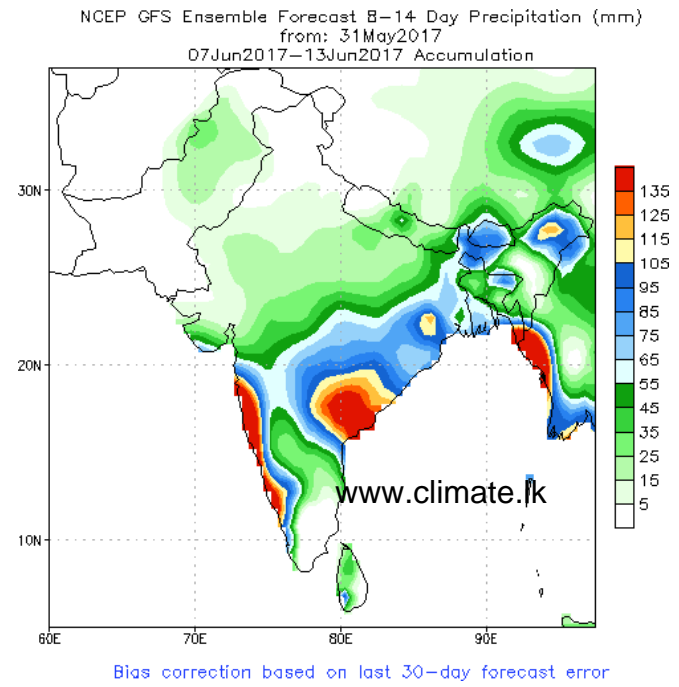 NCEP GFS Ensemble Forecast 8-14 Day Precipitation (mm)
from: 31May2017
07Jun2017-13Jun2017 Accumulation
30N
20N
10N
60E 70E 80E 90E
135
125
115
105
95
85
75
65
55
45
35
25
15
5
www.climate.lk
Bias correction based on last 30-day forecast error